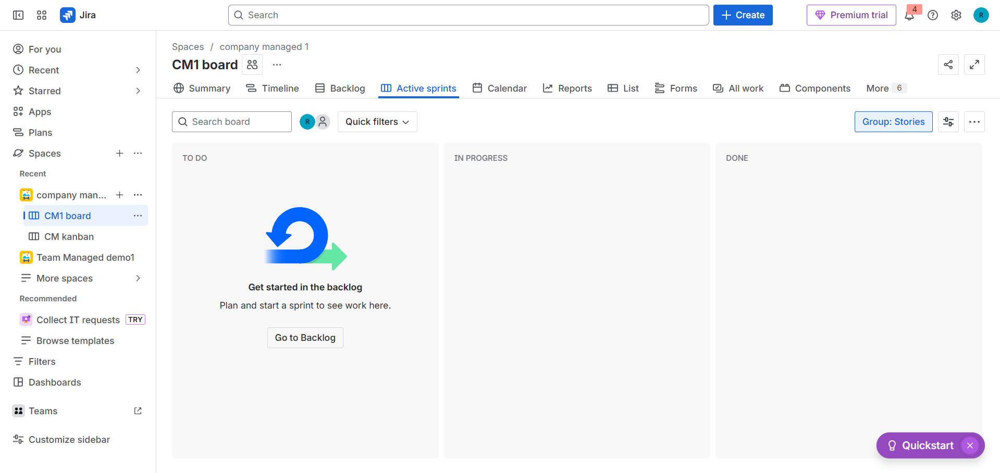 Jira
Search
Create
Premium trial
4
R
For you
Recent
Starred
Apps
Plans
Spaces
Recent
company man...
CM1 board
CM kanban
Team Managed demo1
More spaces
Recommended
Collect IT requests TRY
Browse templates
Filters
Dashboards
Teams
Customize sidebar
Spaces / company managed 1
CM1 board
Summary Timeline Backlog Active sprints Calendar Reports List Forms All work Components More 6
Search board R Quick filters Group: Stories
TO DO
IN PROGRESS
DONE
Get started in the backlog
Plan and start a sprint to see work here.
Go to Backlog
Quickstart